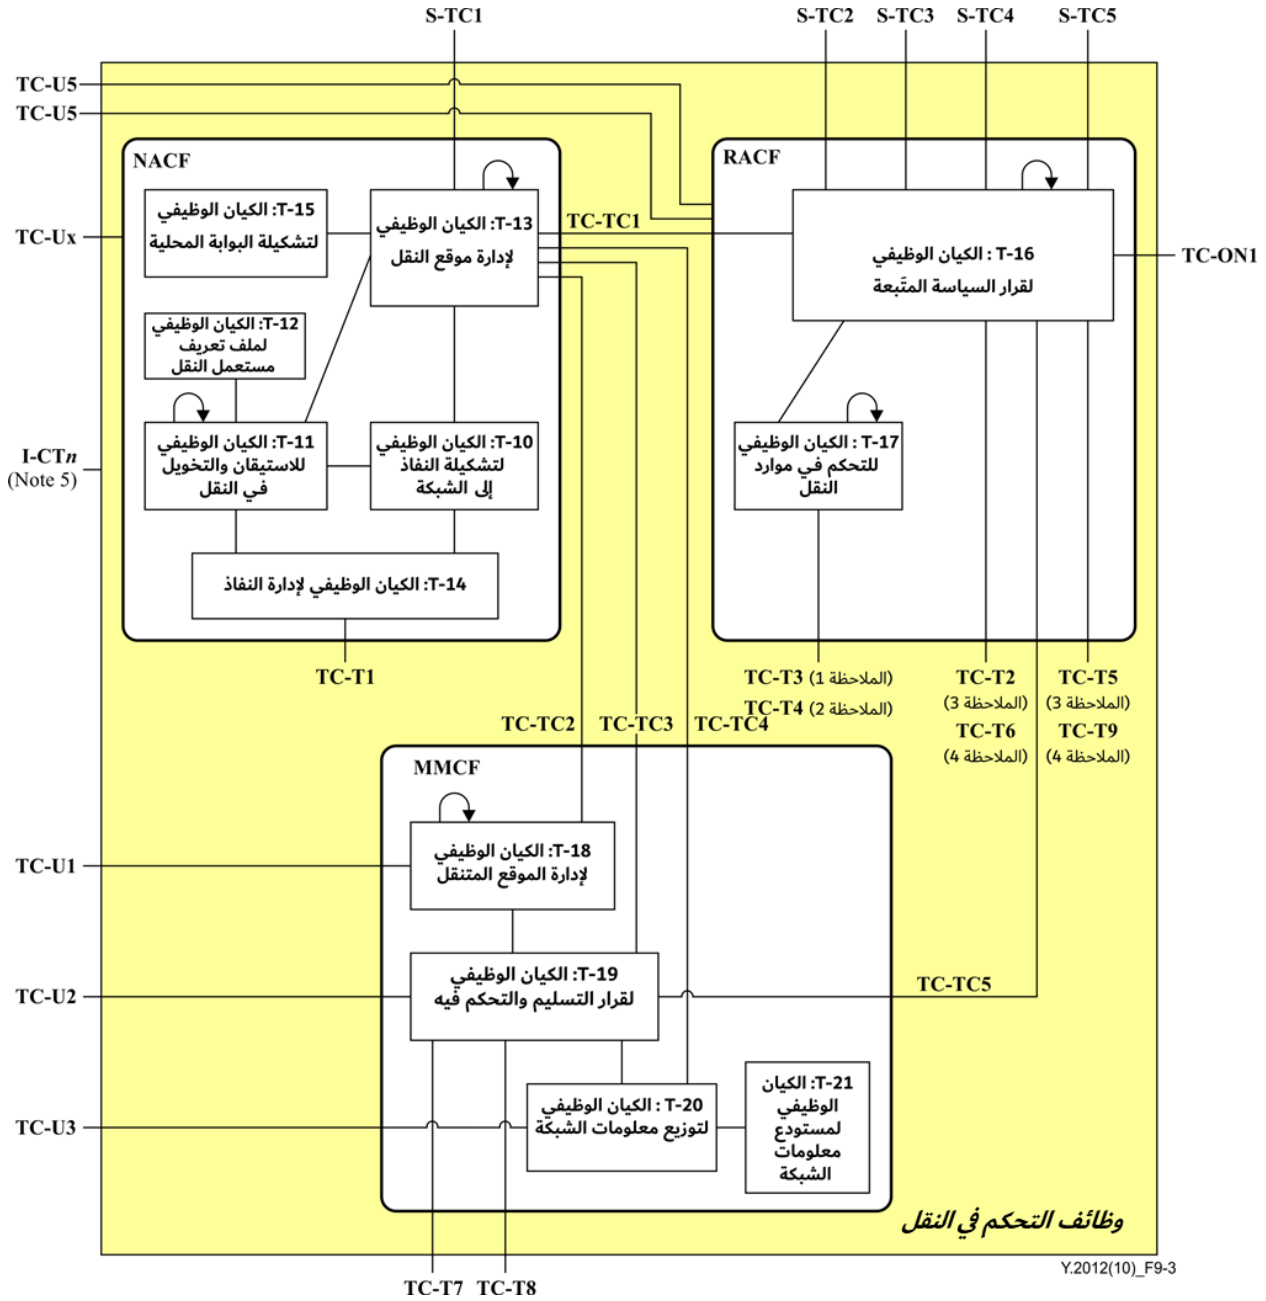 S-TC1
S-TC2
S-TC3
S-TC4
S-TC5
TC-U5
TC-U5
NACF
RACF
T-15: الكيان الوظيفي
لتشكيلة البوابة المحلية
T-13: الكيان الوظيفي
لإدارة موقع النقل
TC-TC1
TC-Ux
T-16 : الكيان الوظيفي
لقرار السياسة المتَّبعة
TC-ON1
T-12: الكيان الوظيفي
لملف تعريف
مستعمل النقل
T-11: الكيان الوظيفي
للاستيقان والتخويل
في النقل
T-10: الكيان الوظيفي
لتشكيلة النفاذ
إلى الشبكة
T-17 : الكيان الوظيفي
للتحكم في موارد
النقل
I-CTn
(Note 5)
T-14: الكيان الوظيفي لإدارة النفاذ
TC-T1
TC-T3 (الملاحظة 1)
TC-T4 (الملاحظة 2)
TC-T2
(الملاحظة 3)
TC-T6
(الملاحظة 4)
TC-T5
(الملاحظة 3)
TC-T9
(الملاحظة 4)
TC-TC2
TC-TC3
TC-TC4
MMCF
T-18: الكيان الوظيفي
لإدارة الموقع المتنقل
TC-U1
T-19: الكيان الوظيفي
لقرار التسليم والتحكم فيه
TC-U2
TC-TC5
T-20 : الكيان الوظيفي
لتوزيع معلومات الشبكة
T-21: الكيان
الوظيفي
لمستودع
معلومات
الشبكة
TC-U3
وظائف التحكم في النقل
Y.2012(10)_F9-3
TC-T7
TC-T8